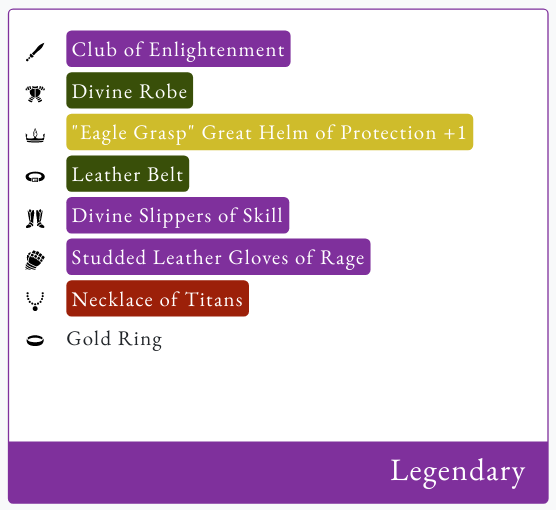 Club of Enlightenment
Divine Robe
"Eagle Grasp" Great Helm of Protection +1
Leather Belt
Divine Slippers of Skill
Studded Leather Gloves of Rage
Necklace of Titans
Gold Ring
Legendary